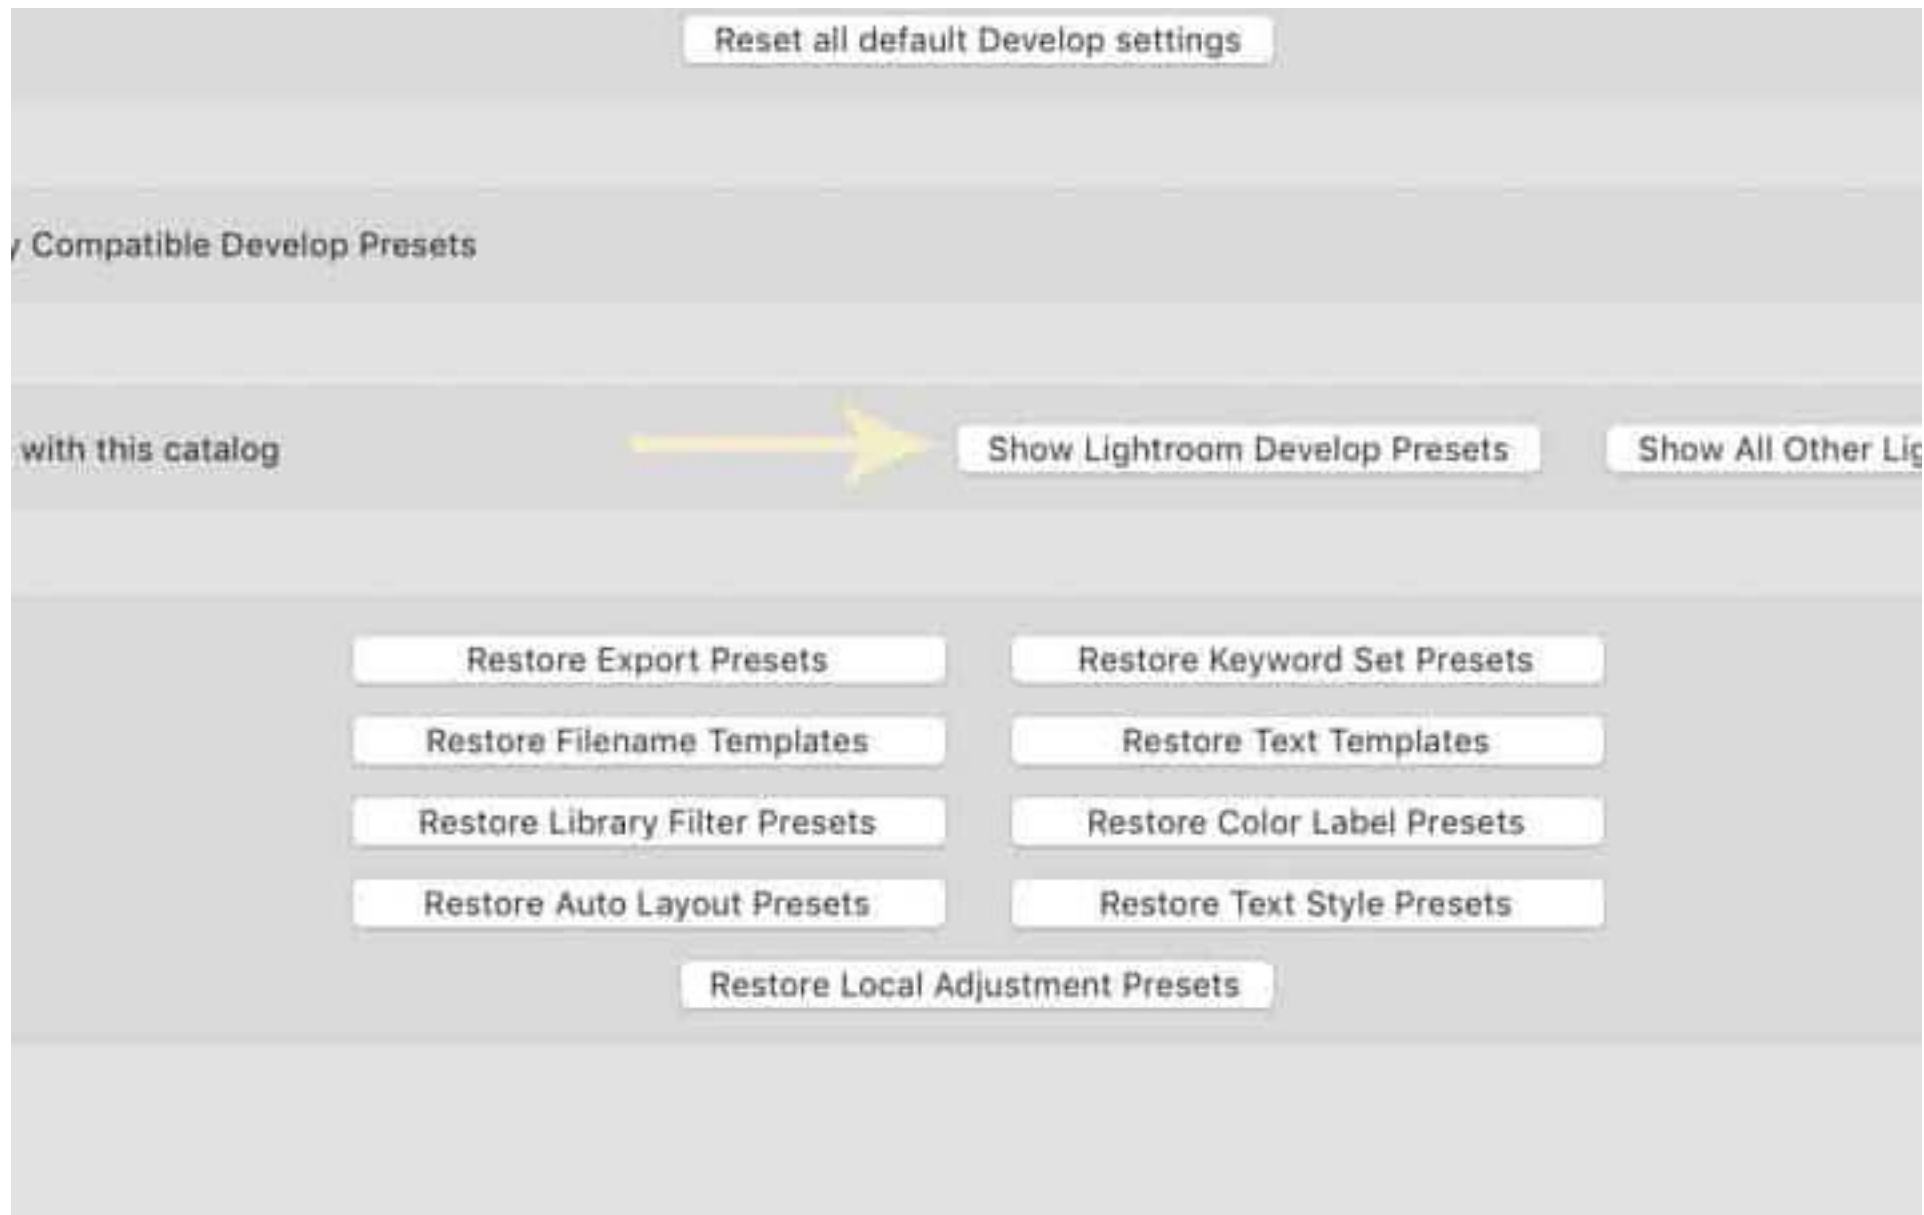 Reset all default Develop settings
Compatible Develop Presets
with this catalog
Show Lightroom Develop Presets
Show All Other
Restore Export Presets
Restore Keyword Set Presets
Restore Filename Templates
Restore Text Templates
Restore Library Filter Presets
Restore Color Label Presets
Restore Auto Layout Presets
Restore Text Style Presets
Restore Local Adjustment Presets